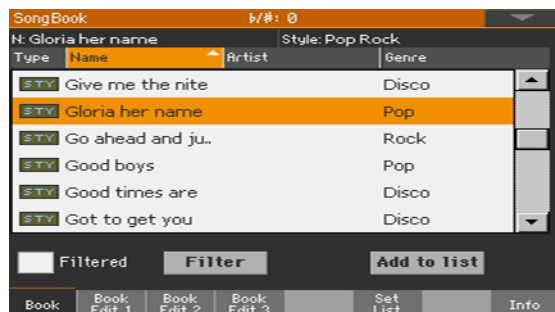 SongBook ♭/#: 0
N: Gloria her name Style: Pop Rock
Type Name Artist Genre
STY Give me the nite Disco
STY Gloria her name Pop
STY Go ahead and ju.. Rock
STY Good boys Pop
STY Good times are Disco
STY Got to get you Disco
Filtered Filter Add to list
Book Book Edit 1 Book Edit 2 Book Edit 3 Set List Info